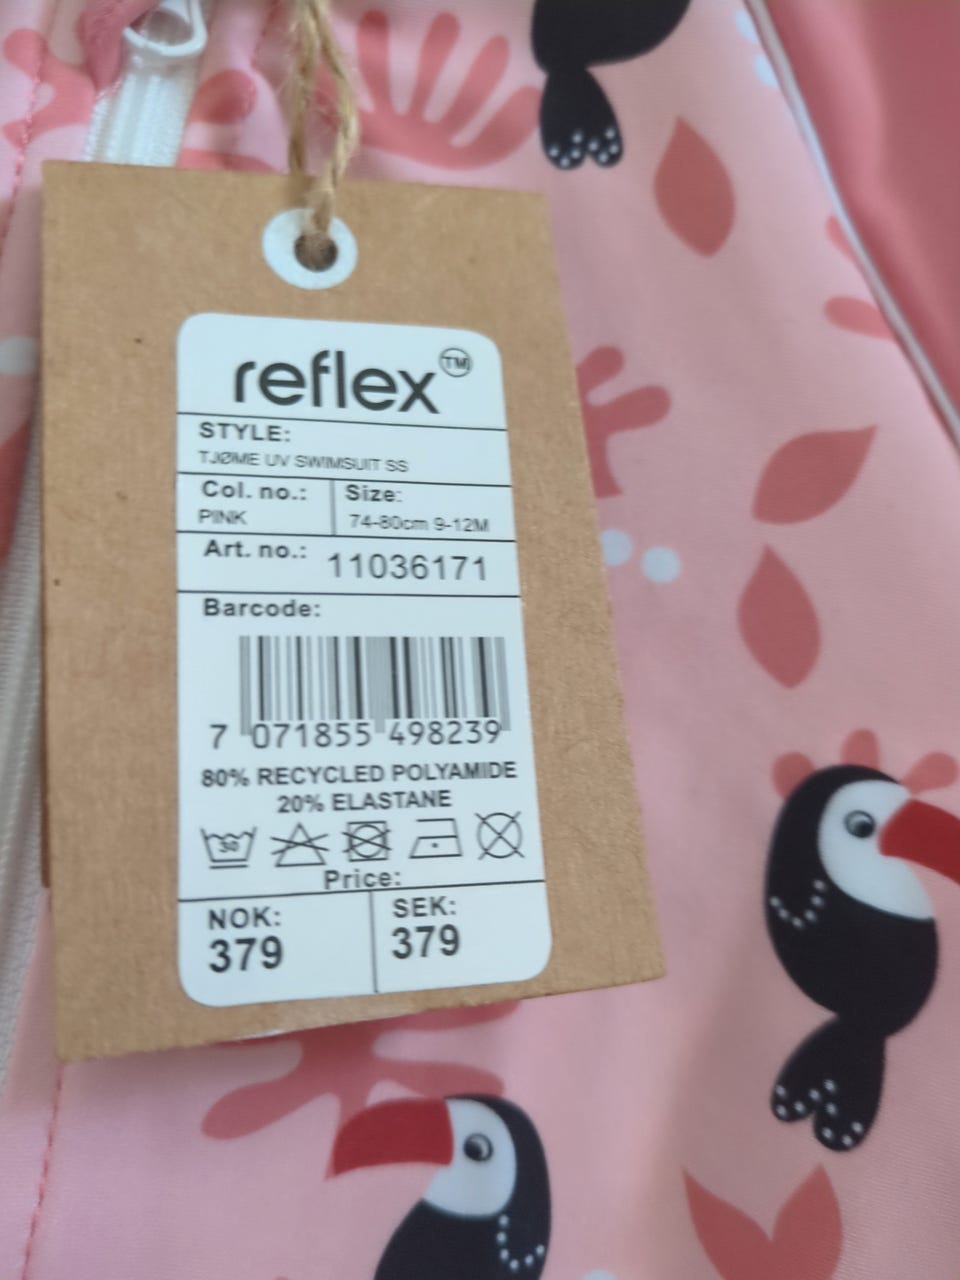 reflex™
STYLE:
TJØME UV SWIMSUIT SS
Col. no.: Size:
PINK 74-80cm 9-12M
Art. no.: 11036171
Barcode:
7 071855 498239
80% RECYCLED POLYAMIDE
20% ELASTANE
30
Price:
NOK: SEK:
379 379